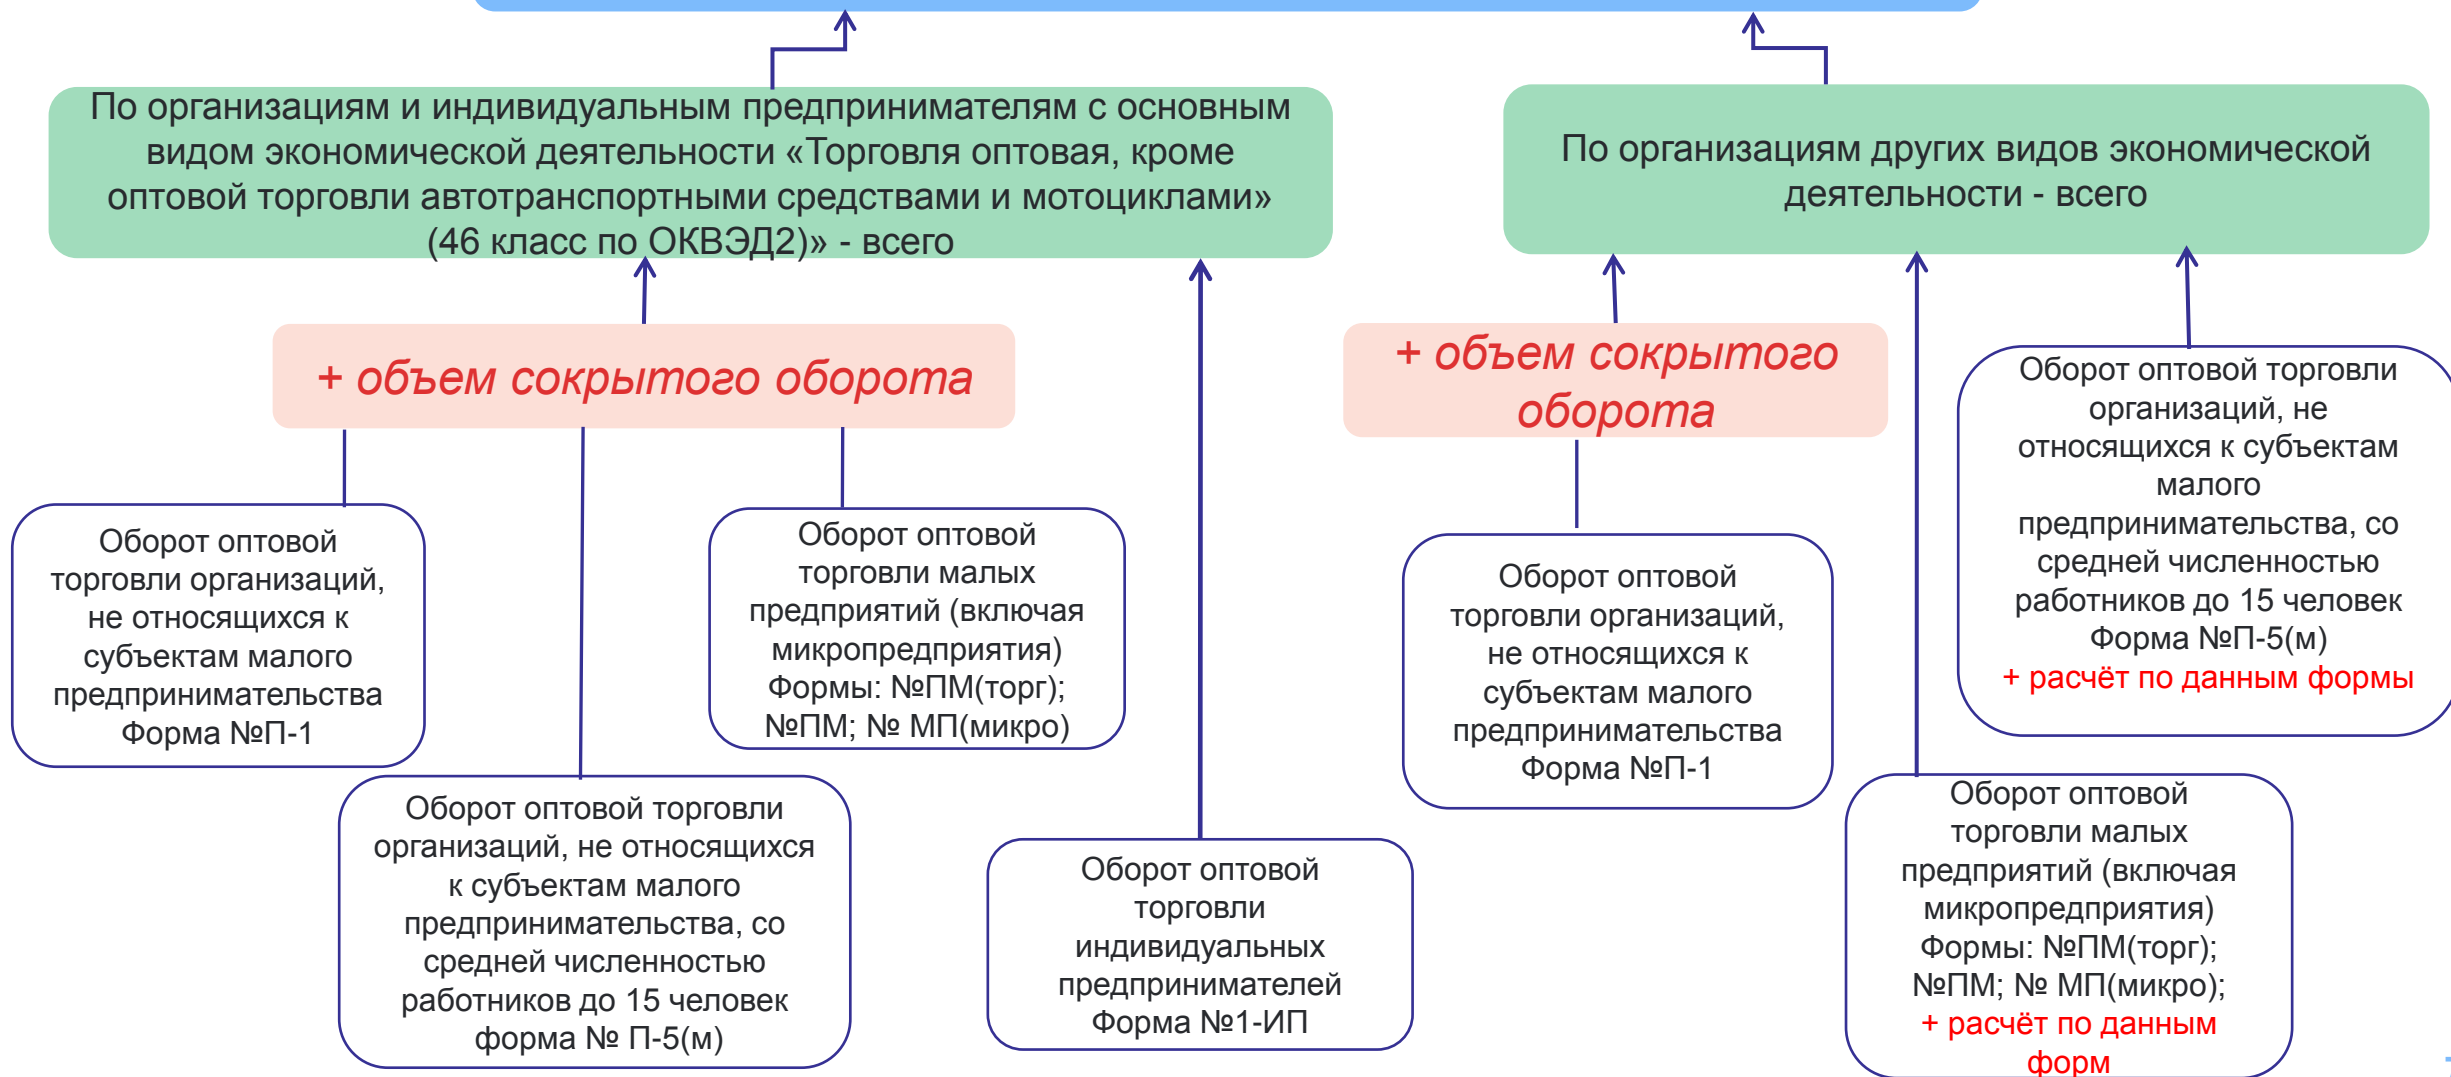 По организациям и индивидуальным предпринимателям с основным
видом экономической деятельности «Торговля оптовая, кроме
оптовой торговли автотранспортными средствами и мотоциклами»
(46 класс по ОКВЭД2)» - всего
По организациям других видов экономической
деятельности - всего
+ объем сокрытого оборота
+ объем сокрытого
оборота
Оборот оптовой торговли
организаций, не
относящихся к субъектам
малого
предпринимательства, со
средней численностью
работников до 15 человек
Форма №П-5(м)
+ расчёт по данным формы
Оборот оптовой
торговли организаций,
не относящихся к
субъектам малого
предпринимательства
Форма №П-1
Оборот оптовой
торговли малых
предприятий (включая
микропредприятия)
Формы: №ПМ(торг);
№ПМ; № МП(микро)
Оборот оптовой
торговли организаций,
не относящихся к
субъектам малого
предпринимательства
Форма №П-1
Оборот оптовой торговли
организаций, не относящихся
к субъектам малого
предпринимательства, со
средней численностью
работников до 15 человек
форма № П-5(м)
Оборот оптовой
торговли
индивидуальных
предпринимателей
Форма №1-ИП
Оборот оптовой
торговли малых
предприятий (включая
микропредприятия)
Формы: №ПМ(торг);
№ПМ; № МП(микро);
+ расчёт по данным
форм